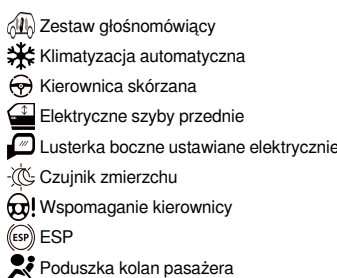 Zestaw głośnomówiący
Klimatyzacja automatyczna
Kierownica skórzana
Elektryczne szyby przednie
Lusterka boczne ustawiane elektrycznie
Czujnik zmierzchu
Wspomaganie kierownicy
ESP ESP
Poduszka kolan pasażera